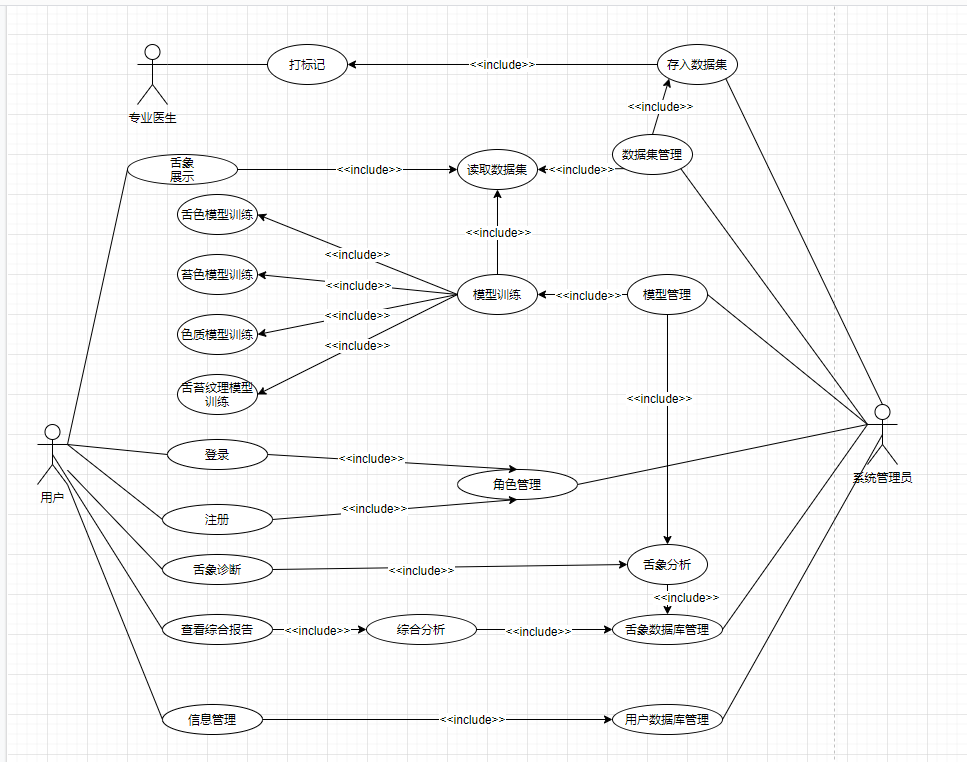 打标记
<<include>>
存入数据集
专业医生
<<include>>
数据集管理
舌象
展示
<<include>>
读取数据集
<<include>>
舌色模型训练
<<include>>
<<include>>
苔色模型训练
<<include>>
模型训练
<<include>>
模型管理
<<include>>
色质模型训练
<<include>>
舌苔纹理模型
训练
<<include>>
用户
登录
<<include>>
角色管理
系统管理员
注册
<<include>>
舌象诊断
<<include>>
舌象分析
<<include>>
查看综合报告
<<include>>
综合分析
<<include>>
舌象数据库管理
信息管理
<<include>>
用户数据库管理